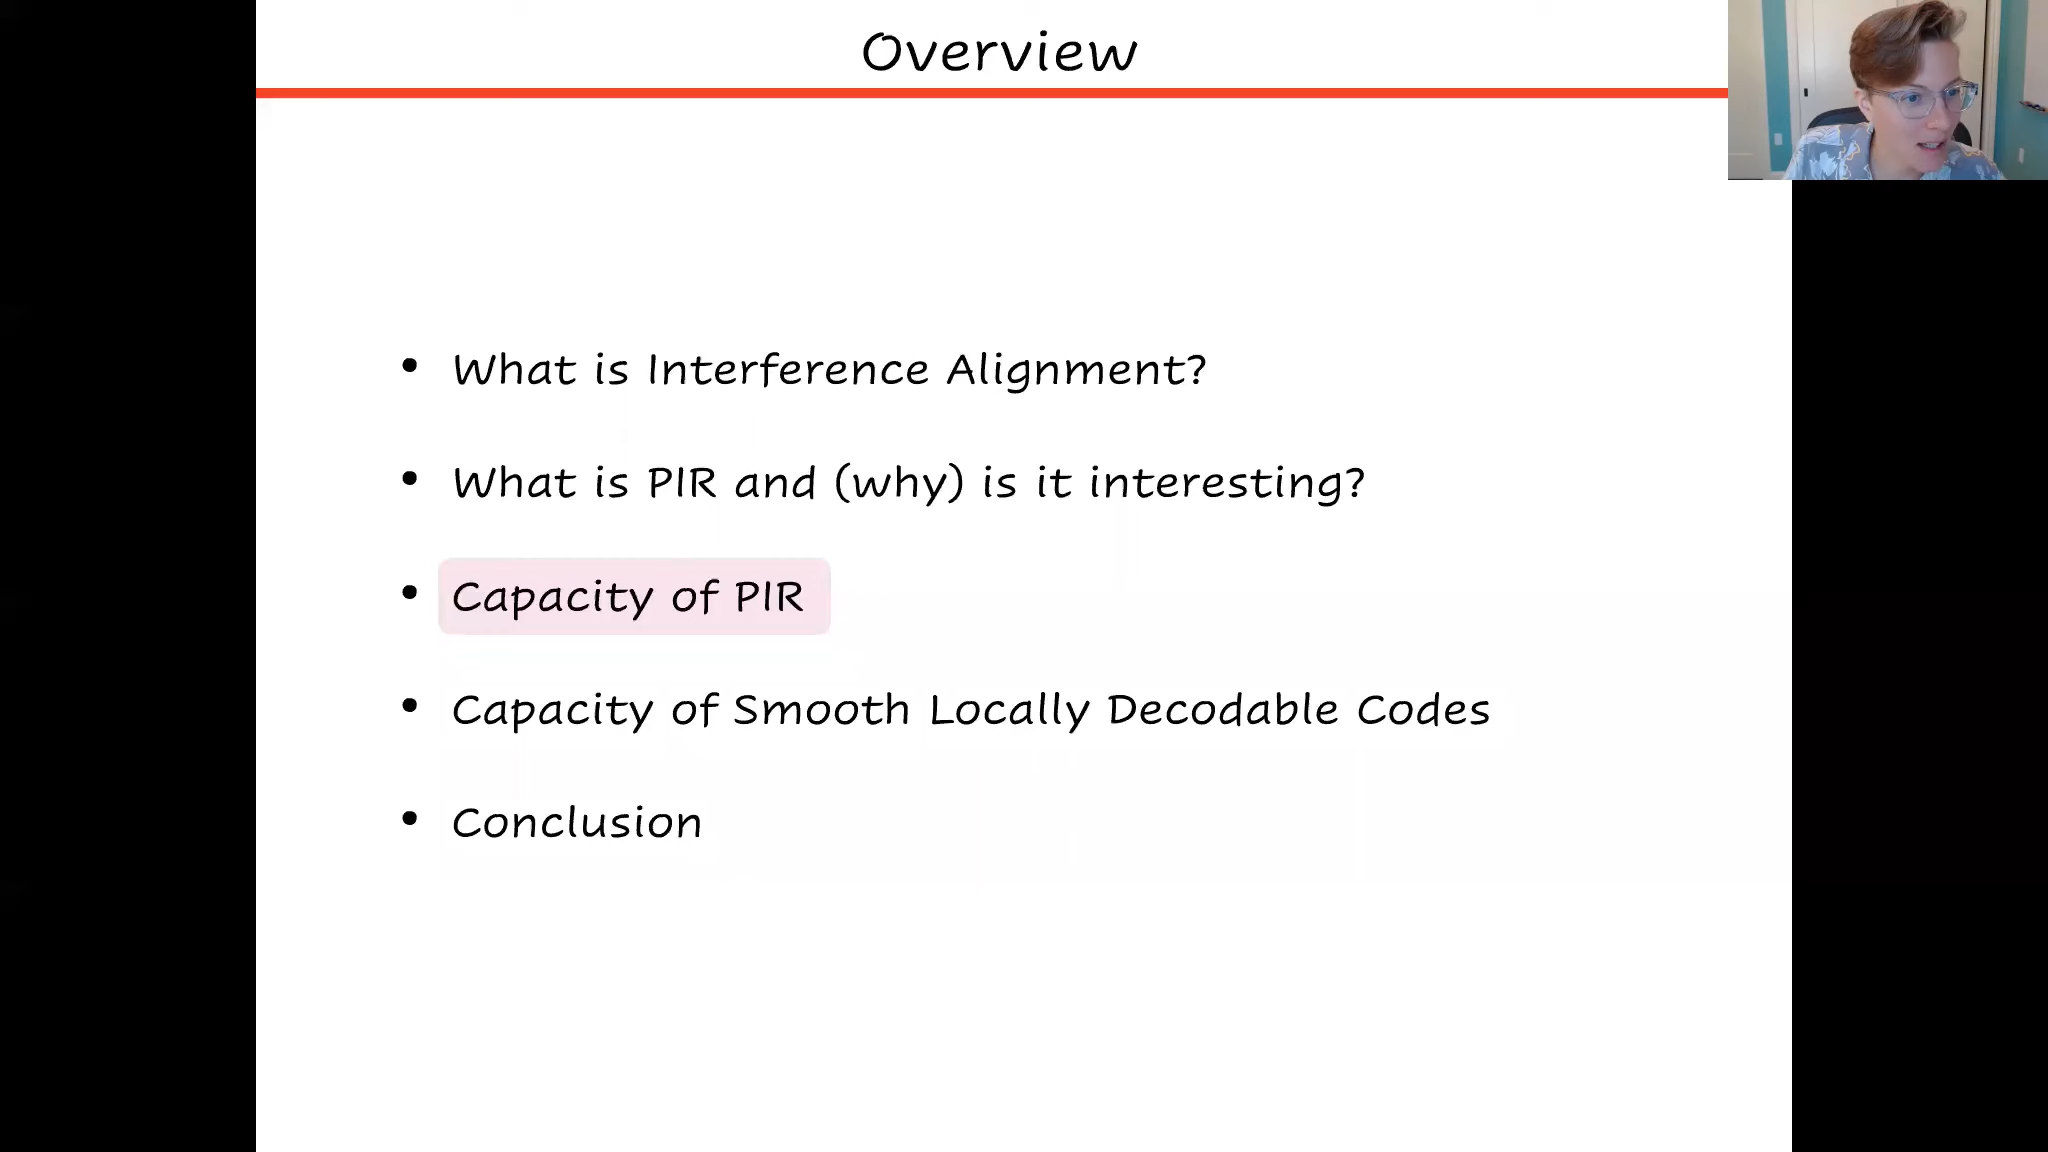 Overview
• What is Interference Alignment?
• What is PIR and (why) is it interesting?
• Capacity of PIR
• Capacity of Smooth Locally Decodable Codes
• Conclusion